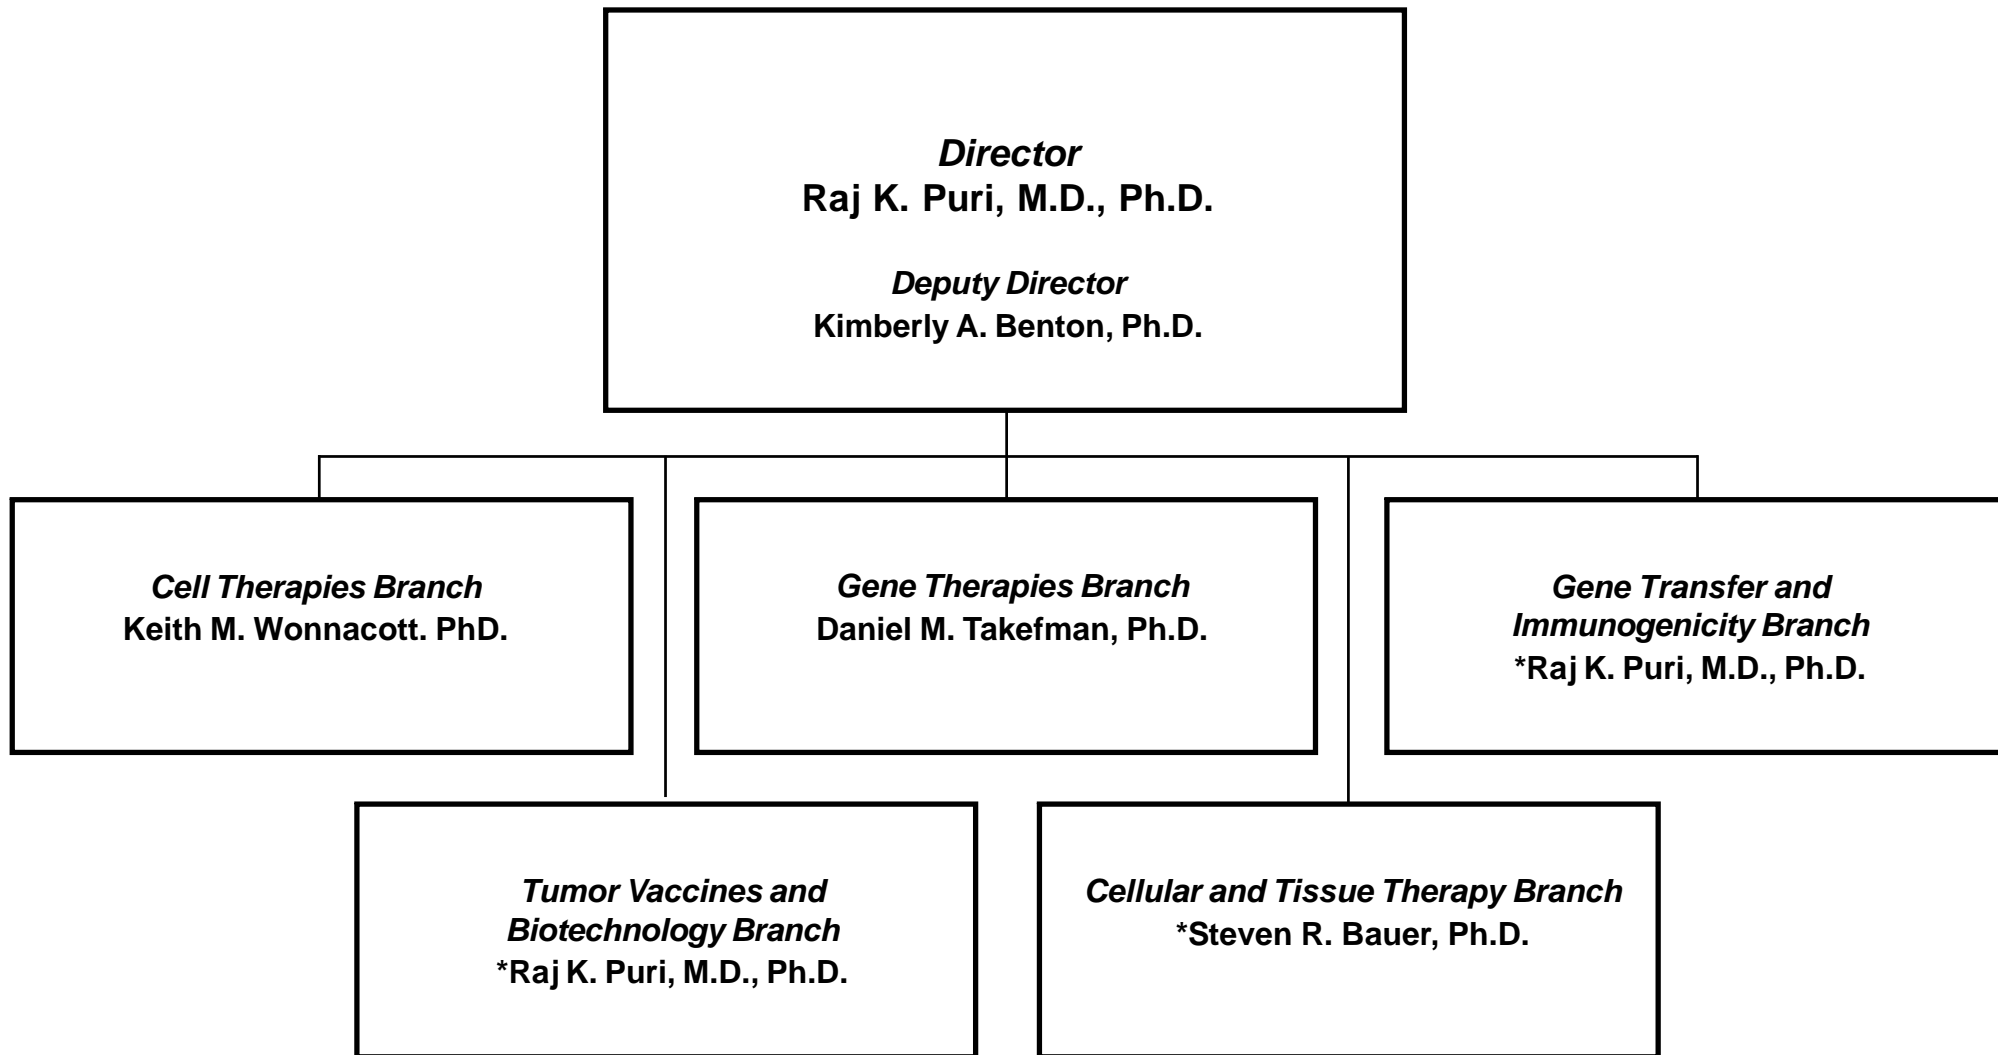 Director
Raj K. Puri, M.D., Ph.D.
Deputy Director
Kimberly A. Benton, Ph.D.
Cell Therapies Branch
Keith M. Wonnacott. PhD.
Gene Therapies Branch
Daniel M. Takefman, Ph.D.
Gene Transfer and
Immunogenicity Branch
*Raj K. Puri, M.D., Ph.D.
Tumor Vaccines and
Biotechnology Branch
*Raj K. Puri, M.D., Ph.D.
Cellular and Tissue Therapy Branch
*Steven R. Bauer, Ph.D.